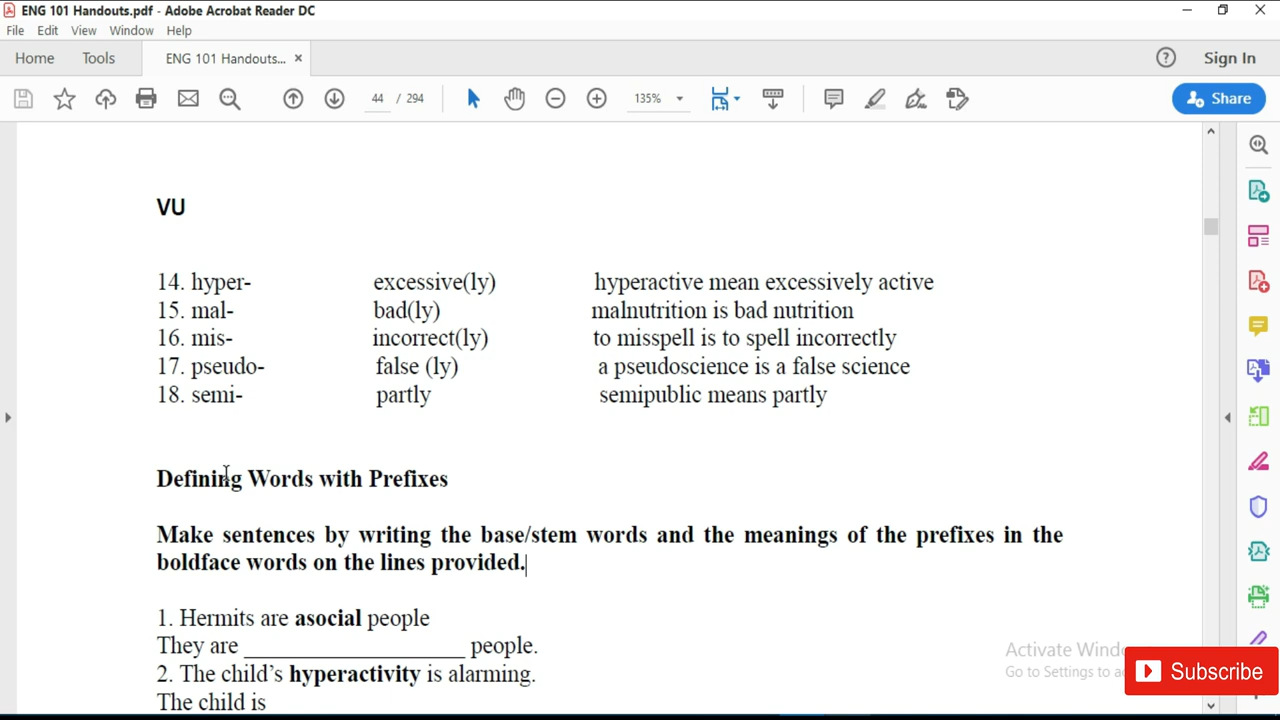 ENG 101 Handouts.pdf - Adobe Acrobat Reader DC
File Edit View Window Help
Home Tools ENG 101 Handouts... × Sign In
44 / 294 135% Share
VU
14. hyper- excessive(ly) hyperactive mean excessively active
15. mal- bad(ly) malnutrition is bad nutrition
16. mis- incorrect(ly) to misspell is to spell incorrectly
17. pseudo- false (ly) a pseudoscience is a false science
18. semi- partly semipublic means partly
Defining Words with Prefixes
Make sentences by writing the base/stem words and the meanings of the prefixes in the
boldface words on the lines provided.
1. Hermits are asocial people
They are ____________________ people.
2. The child's hyperactivity is alarming.
The child is
Activate Wind
Go to Settings to a
Subscribe